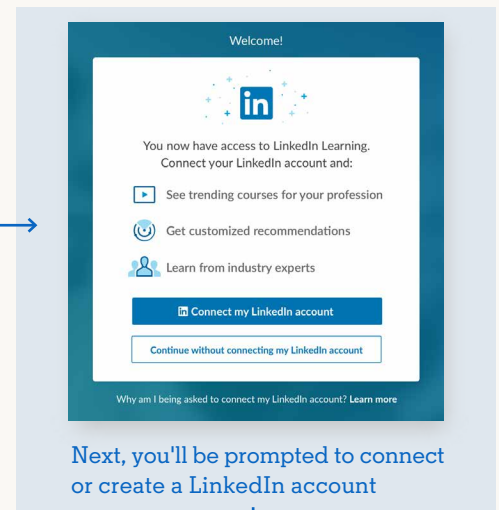 Welcome!
in
You now have access to LinkedIn Learning.
Connect your LinkedIn account and:
See trending courses for your profession
Get customized recommendations
Learn from industry experts
in Connect my LinkedIn account
Continue without connecting my LinkedIn account
Why am I being asked to connect my LinkedIn account? Learn more
Next, you'll be prompted to connect
or create a LinkedIn account